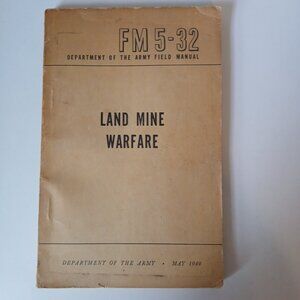 FM 5-32
DEPARTMENT OF THE ARMY FIELD MANUAL
LAND MINE
WARFARE
DEPARTMENT OF THE ARMY • MAY 1949